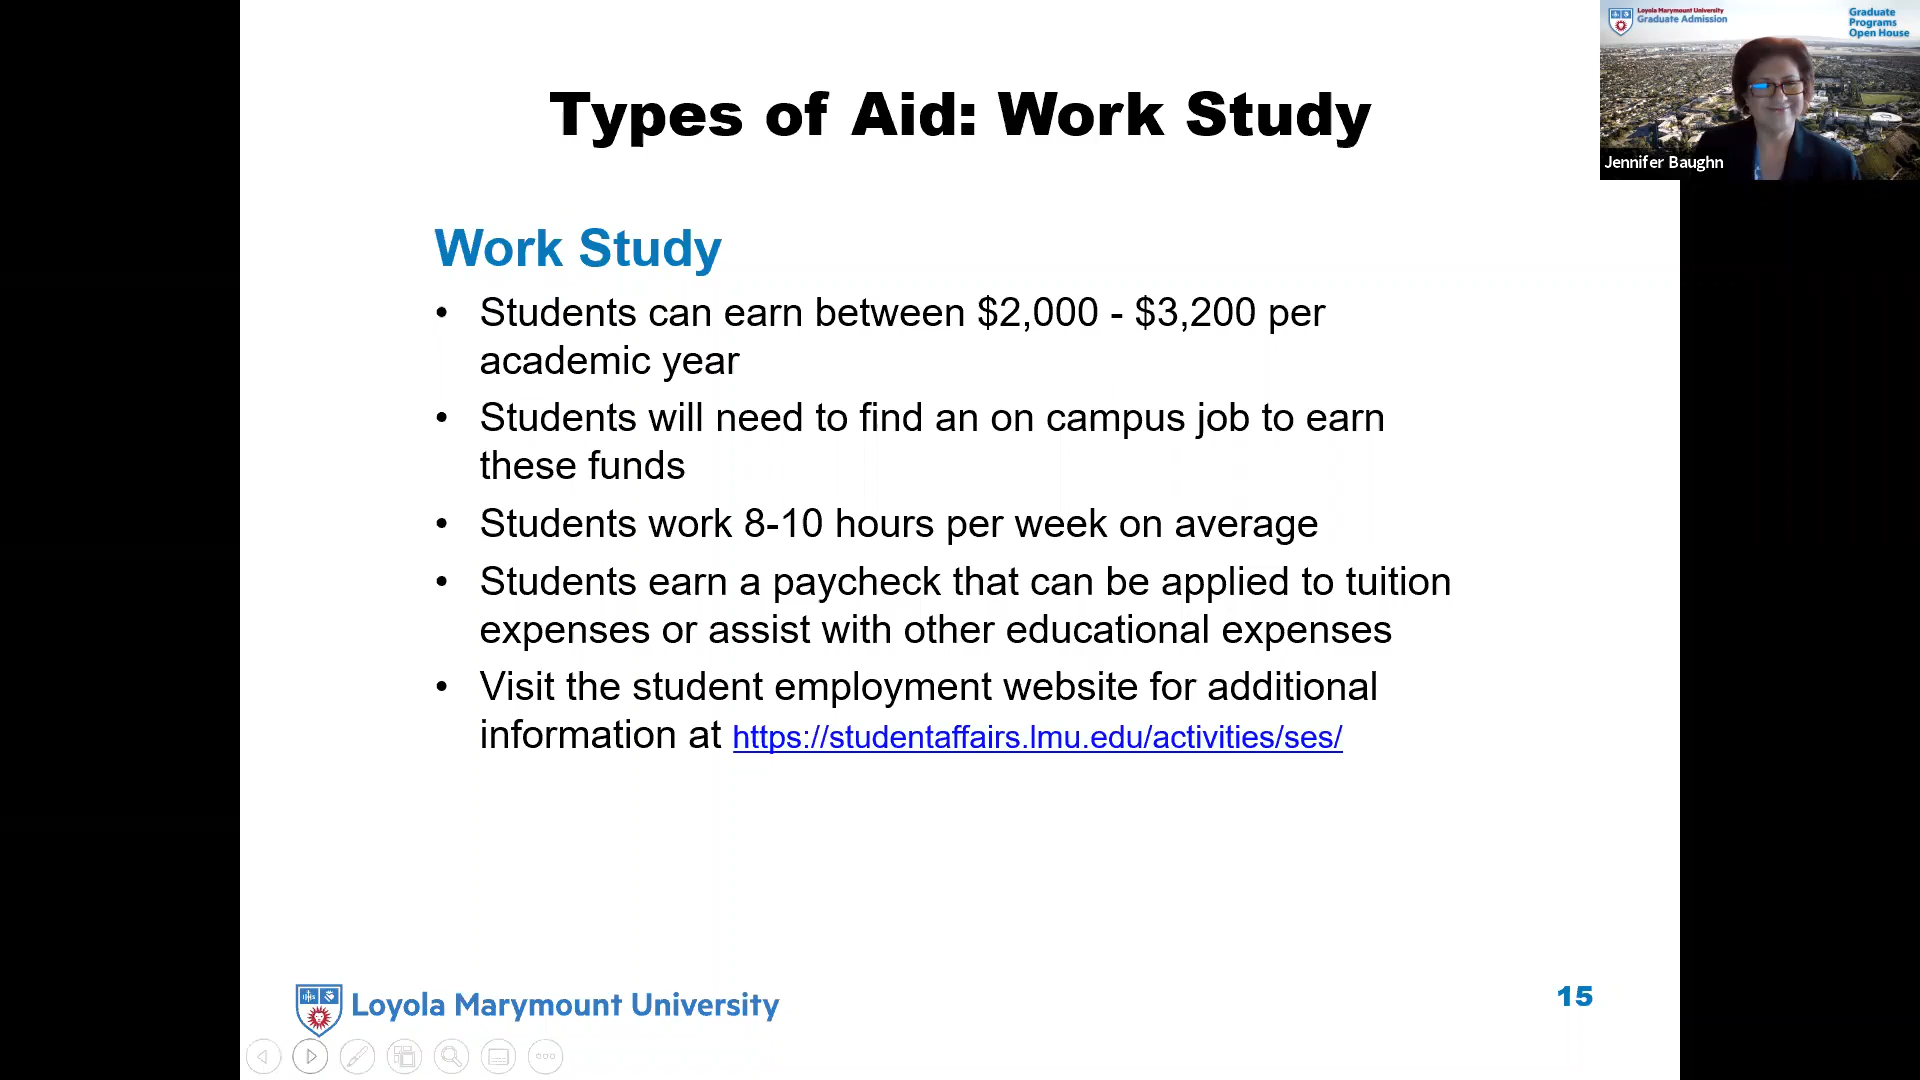 Types of Aid: Work Study
Work Study
• Students can earn between $2,000 - $3,200 per
academic year
• Students will need to find an on campus job to earn
these funds
• Students work 8-10 hours per week on average
• Students earn a paycheck that can be applied to tuition
expenses or assist with other educational expenses
• Visit the student employment website for additional
information at https://studentaffairs.lmu.edu/activities/ses/
Loyola Marymount University
15
Loyola Marymount University
Graduate Admission
Graduate
Programs
Open House
Jennifer Baughn